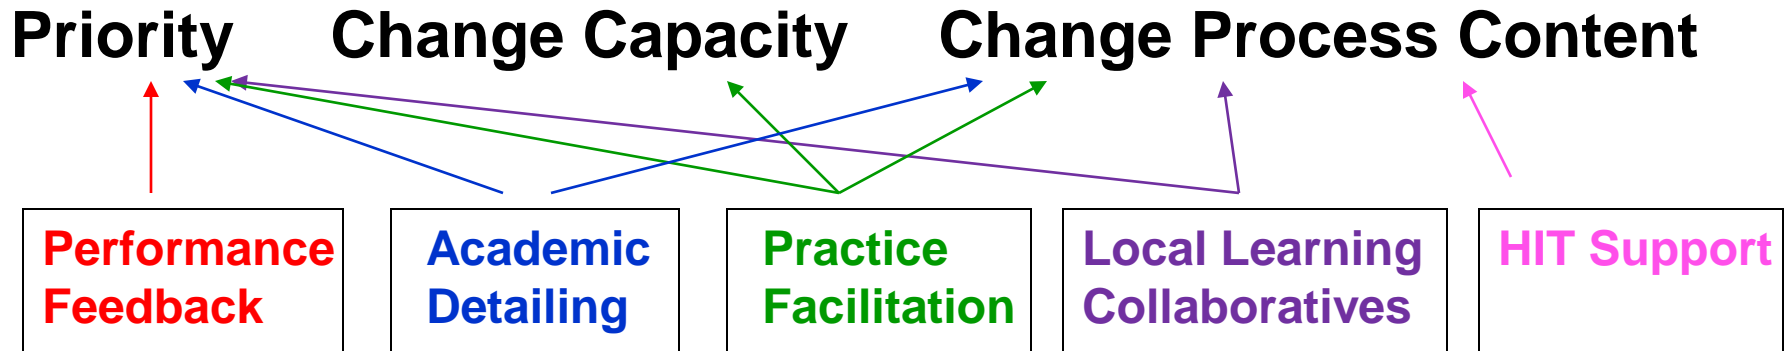 Priority Change Capacity Change Process Content
Performance
Feedback
Academic
Detailing
Practice
Facilitation
Local Learning
Collaboratives
HIT Support